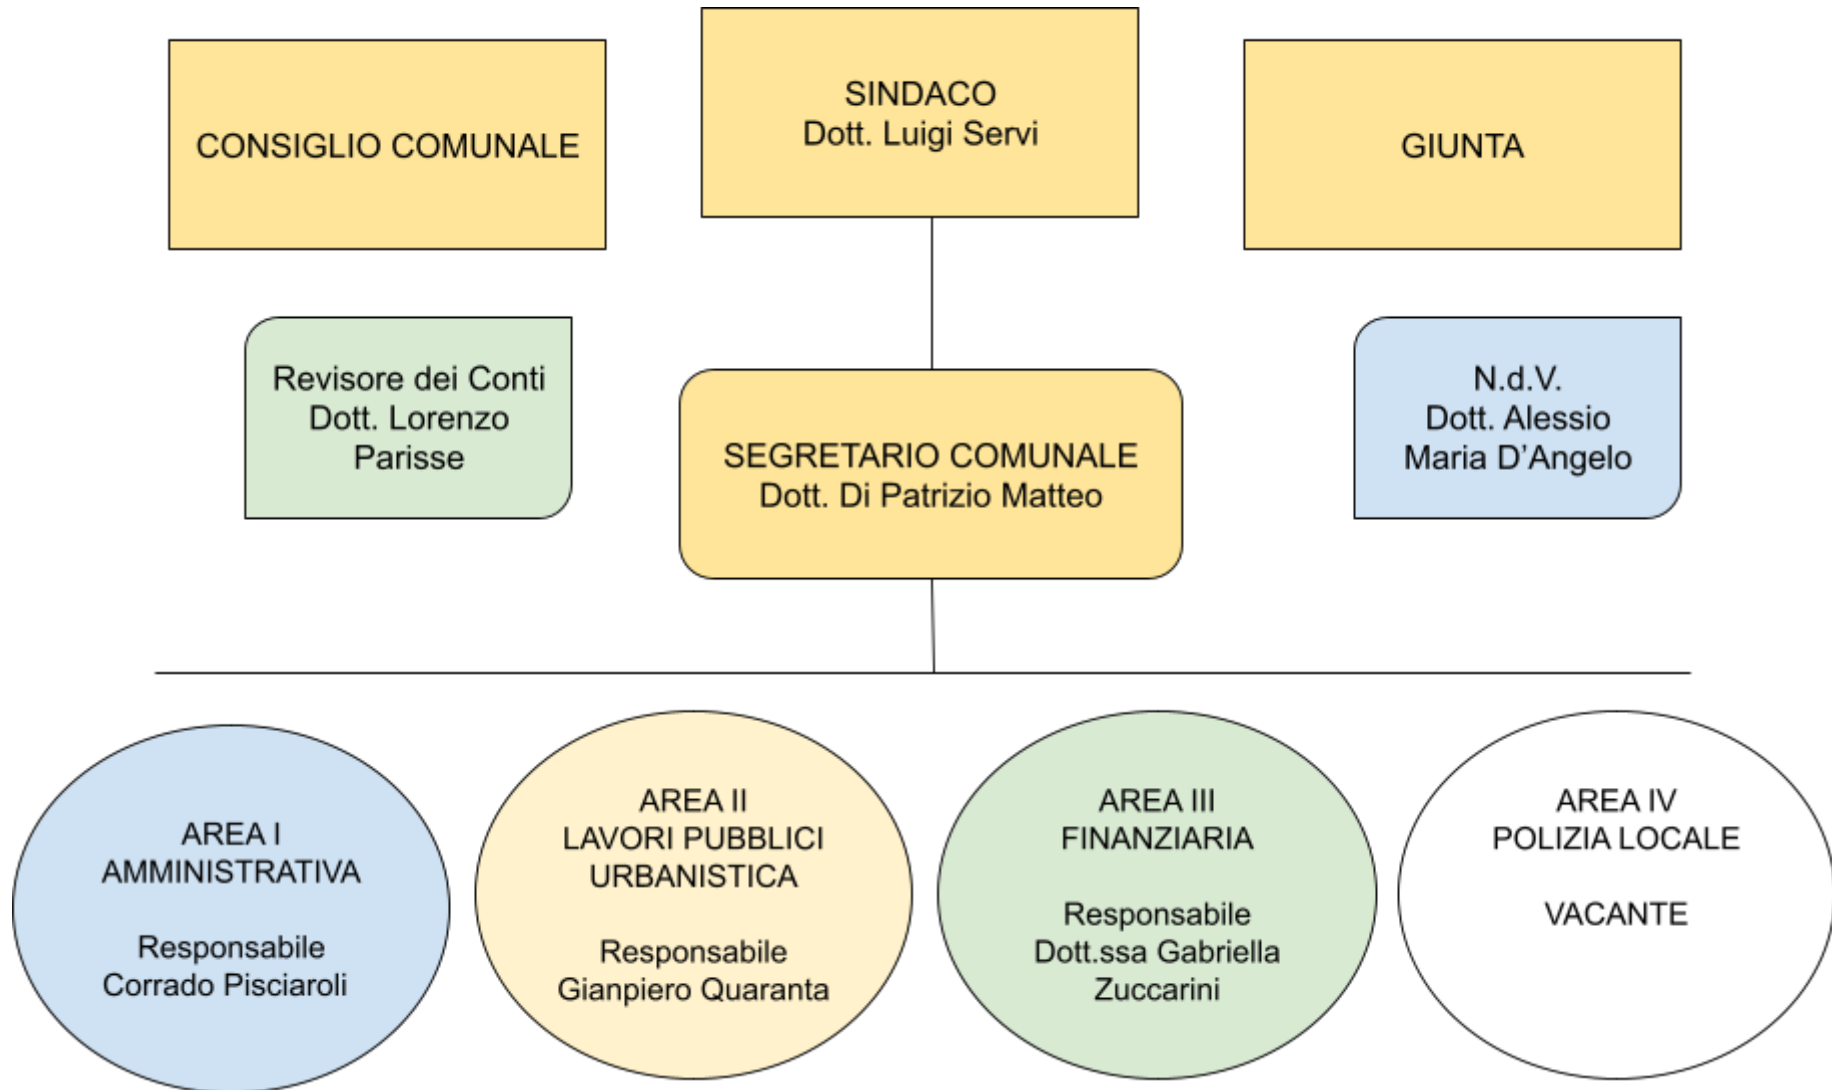 CONSIGLIO COMUNALE
SINDACO
Dott. Luigi Servi
GIUNTA
Revisore dei Conti
Dott. Lorenzo
Parisse
SEGRETARIO COMUNALE
Dott. Di Patrizio Matteo
N.d.V.
Dott. Alessio
Maria D’Angelo
AREA I
AMMINISTRATIVA
Responsabile
Corrado Pisciaroli
AREA II
LAVORI PUBBLICI
URBANISTICA
Responsabile
Gianpiero Quaranta
AREA III
FINANZIARIA
Responsabile
Dott.ssa Gabriella
Zuccarini
AREA IV
POLIZIA LOCALE
VACANTE